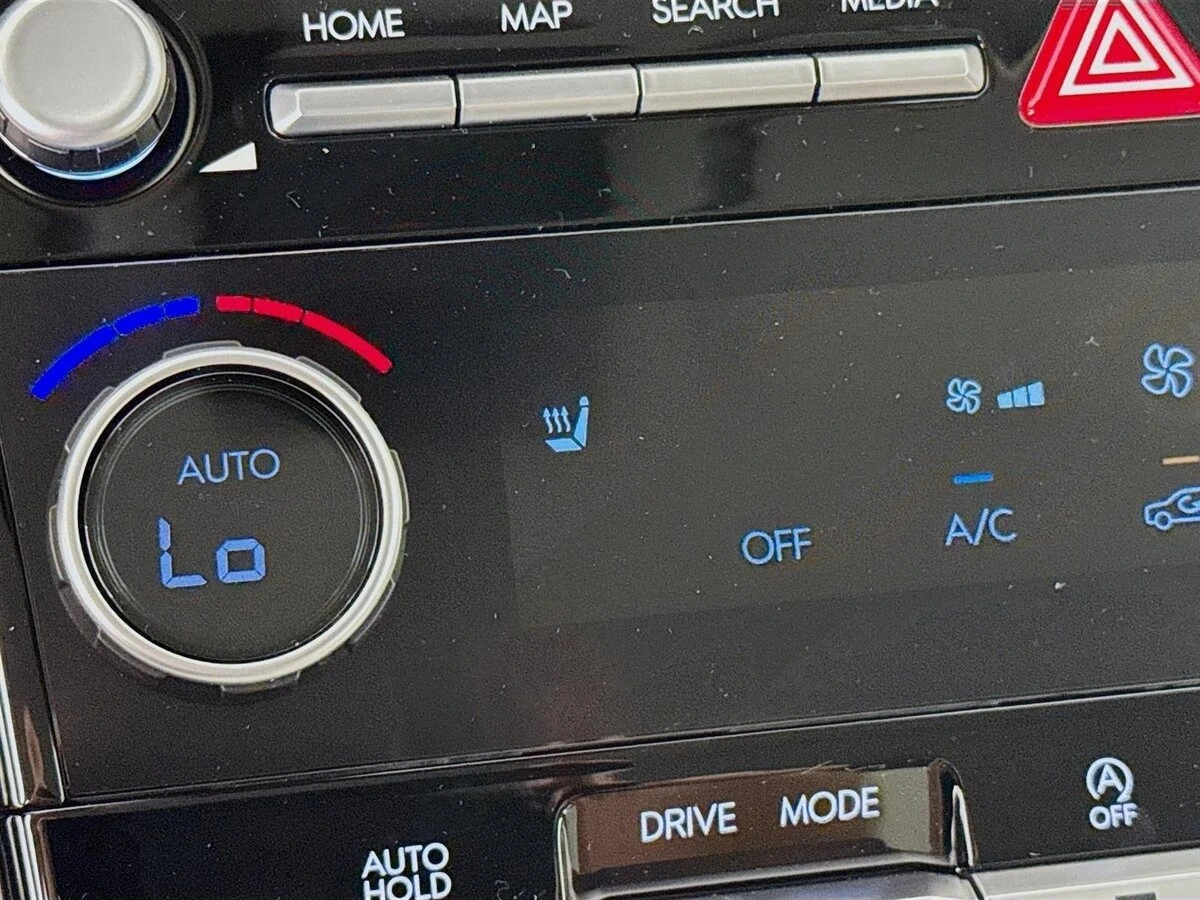 HOME MAP SEARCH MEDIA
AUTO
Lo
OFF
A/C
DRIVE MODE
A
OFF
AUTO
HOLD